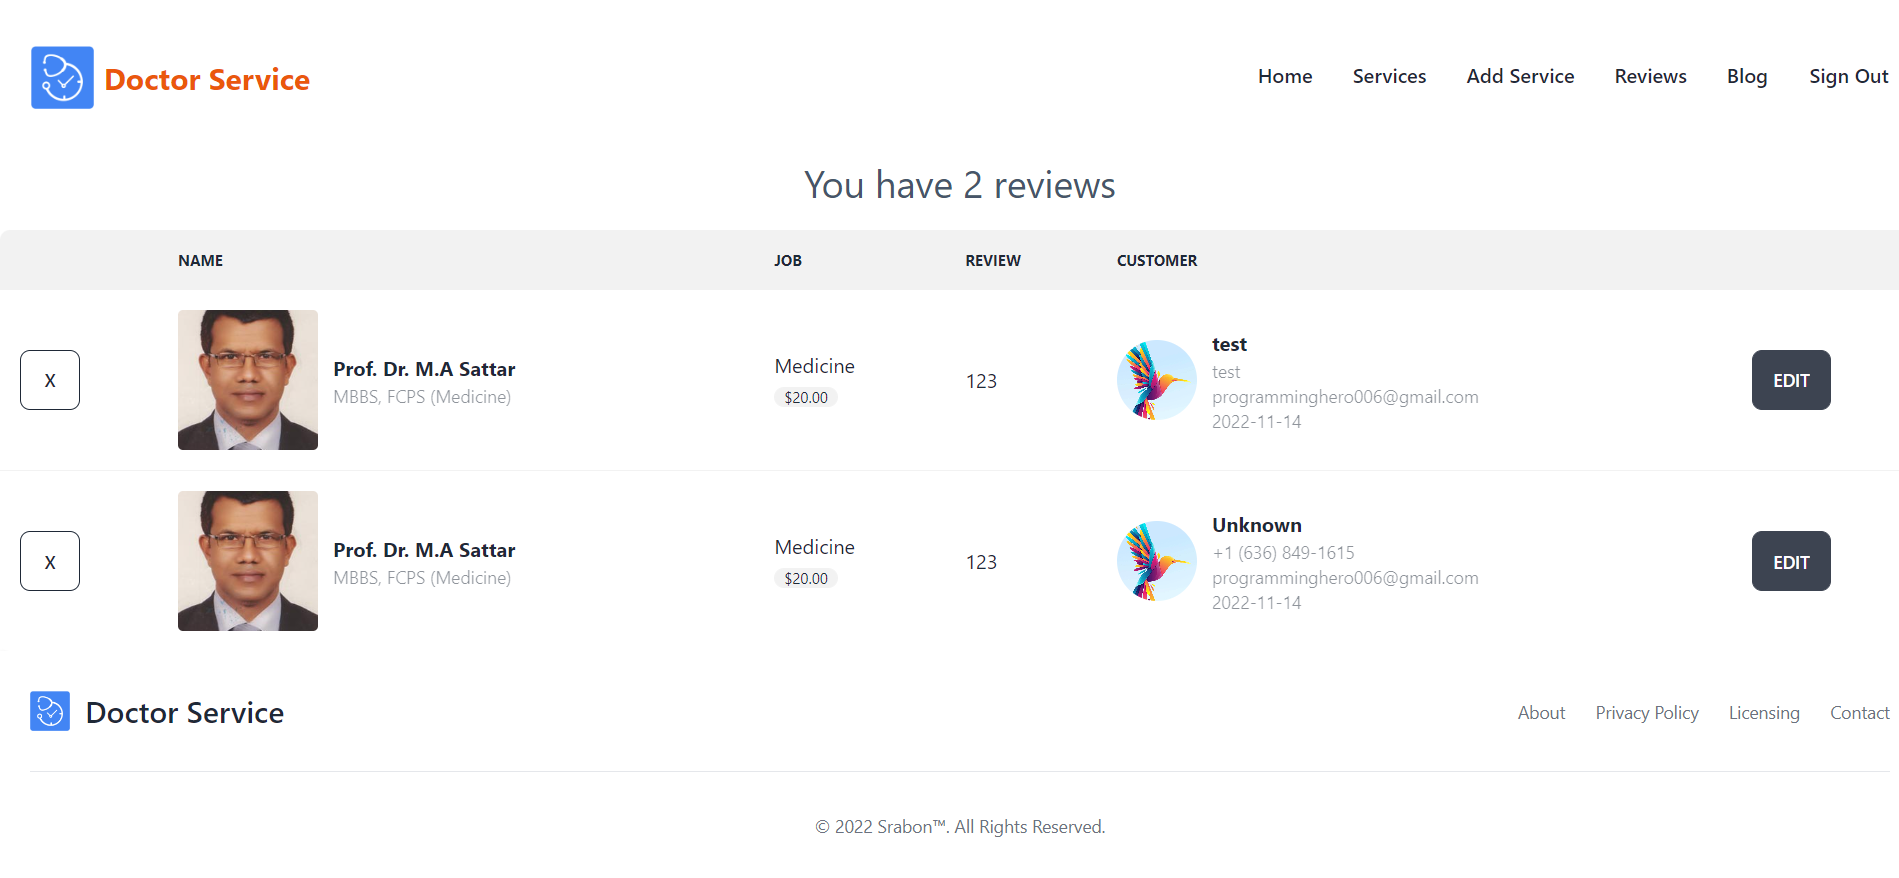 Doctor Service
Home Services Add Service Reviews Blog Sign Out
You have 2 reviews
NAME JOB REVIEW CUSTOMER
X
Prof. Dr. M.A Sattar
MBBS, FCPS (Medicine)
Medicine
$20.00
123
test
test
programminghero006@gmail.com
2022-11-14
EDIT
X
Prof. Dr. M.A Sattar
MBBS, FCPS (Medicine)
Medicine
$20.00
123
Unknown
+1 (636) 849-1615
programminghero006@gmail.com
2022-11-14
EDIT
Doctor Service
About Privacy Policy Licensing Contact
© 2022 Srabon™. All Rights Reserved.